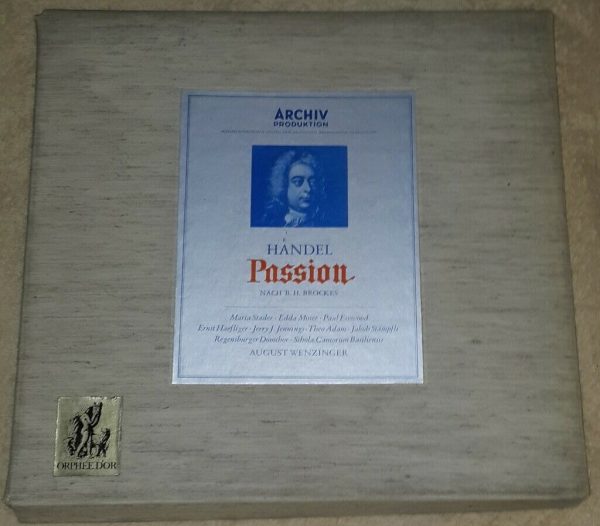 ARCHIV
PRODUKTION
HÄNDEL
Passion
NACH B. H. BROCKES
Maria Stader · Edda Moser · Paul Esswood
Ernst Haefliger · Jerry J. Jennings · Theo Adam · Jakob Stämpfli
Regensburger Domchor · Schola Cantorum Basiliensis
AUGUST WENZINGER
ORPHEE D'OR